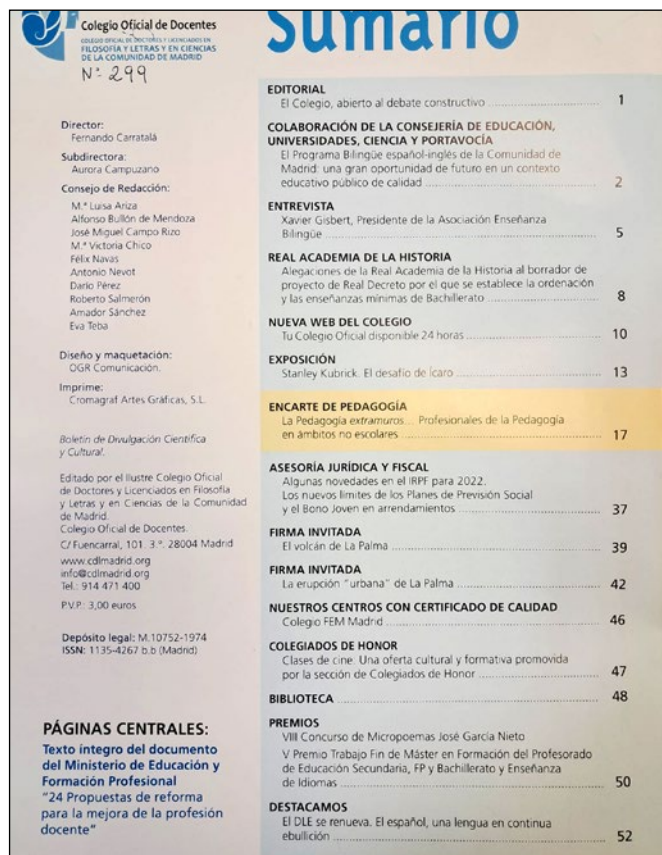 Colegio Oficial de Docentes
COLEGIO OFICIAL DE DOCTORES Y LICENCIADOS EN
FILOSOFÍA Y LETRAS Y EN CIENCIAS
DE LA COMUNIDAD DE MADRID
Nº 299
Director:
Fernando Carratalá
Subdirectora:
Aurora Campuzano
Consejo de Redacción:
M.ª Luisa Ariza
Alfonso Bullón de Mendoza
José Miguel Campo Rizo
M.ª Victoria Chico
Félix Navas
Antonio Nevot
Darío Pérez
Roberto Salmerón
Amador Sánchez
Eva Teba
Diseño y maquetación:
OGR Comunicación.
Imprime:
Cromagraf Artes Gráficas, S.L.
Boletín de Divulgación Científica
y Cultural.
Editado por el Ilustre Colegio Oficial
de Doctores y Licenciados en Filosofía
y Letras y en Ciencias de la Comunidad
de Madrid.
Colegio Oficial de Docentes.
C/ Fuencarral, 101. 3.º. 28004 Madrid
www.cdlmadrid.org
info@cdlmadrid.org
Tel.: 914 471 400
P.V.P.: 3,00 euros
Depósito legal: M.10752-1974
ISSN: 1135-4267 b.b (Madrid)
PÁGINAS CENTRALES:
Texto íntegro del documento
del Ministerio de Educación y
Formación Profesional
"24 Propuestas de reforma
para la mejora de la profesión
docente"
Sumario
EDITORIAL
El Colegio, abierto al debate constructivo 1
COLABORACIÓN DE LA CONSEJERÍA DE EDUCACIÓN,
UNIVERSIDADES, CIENCIA Y PORTAVOCÍA
El Programa Bilingüe español-inglés de la Comunidad de
Madrid: una gran oportunidad de futuro en un contexto
educativo público de calidad 2
ENTREVISTA
Xavier Gisbert, Presidente de la Asociación Enseñanza
Bilingüe 5
REAL ACADEMIA DE LA HISTORIA
Alegaciones de la Real Academia de la Historia al borrador de
proyecto de Real Decreto por el que se establece la ordenación
y las enseñanzas mínimas de Bachillerato 8
NUEVA WEB DEL COLEGIO
Tu Colegio Oficial disponible 24 horas 10
EXPOSICIÓN
Stanley Kubrick. El desafío de Ícaro 13
ENCARTE DE PEDAGOGÍA
La Pedagogía extramuros... Profesionales de la Pedagogía
en ámbitos no escolares 17
ASESORÍA JURÍDICA Y FISCAL
Algunas novedades en el IRPF para 2022.
Los nuevos límites de los Planes de Previsión Social
y el Bono Joven en arrendamientos 37
FIRMA INVITADA
El volcán de La Palma 39
FIRMA INVITADA
La erupción "urbana" de La Palma 42
NUESTROS CENTROS CON CERTIFICADO DE CALIDAD
Colegio FEM Madrid 46
COLEGIADOS DE HONOR
Clases de cine. Una oferta cultural y formativa promovida
por la sección de Colegiados de Honor 47
BIBLIOTECA 48
PREMIOS
VIII Concurso de Micropoemas José García Nieto
V Premio Trabajo Fin de Máster en Formación del Profesorado
de Educación Secundaria, FP y Bachillerato y Enseñanza
de Idiomas 50
DESTACAMOS
El DLE se renueva. El español, una lengua en continua
ebullición 52